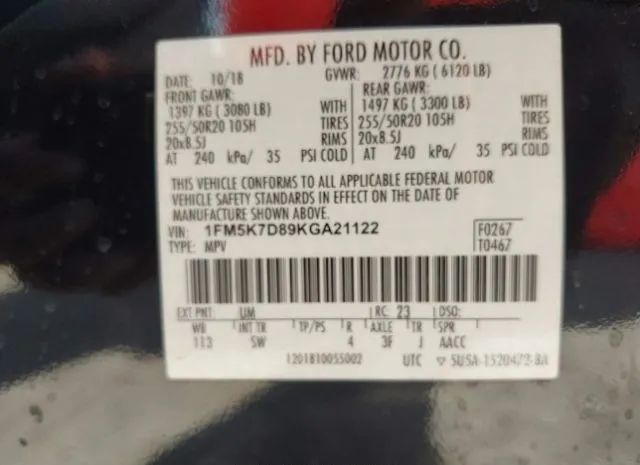 MFD. BY FORD MOTOR CO.
DATE: 10/18 GVWR: 2776 KG ( 6120 LB)
FRONT GAWR: REAR GAWR:
1397 KG ( 3080 LB) WITH 1497 KG ( 3300 LB) WITH
255/50R20 105H TIRES 255/50R20 105H TIRES
20x8.5J RIMS 20x8.5J RIMS
AT 240 kPa/ 35 PSI COLD AT 240 kPa/ 35 PSI COLD
THIS VEHICLE CONFORMS TO ALL APPLICABLE FEDERAL MOTOR
VEHICLE SAFETY STANDARDS IN EFFECT ON THE DATE OF
MANUFACTURE SHOWN ABOVE.
VIN: 1FM5K7D89KGA21122 F0267
TYPE: MPV T0467
EXT PNT: UM RC: 23 DSO:
WB INT TR TP/PS R AXLE TR SPR
113 SW 4 3F J AACC
1201810055002 UTC ▽ 5USA-1520472-BA